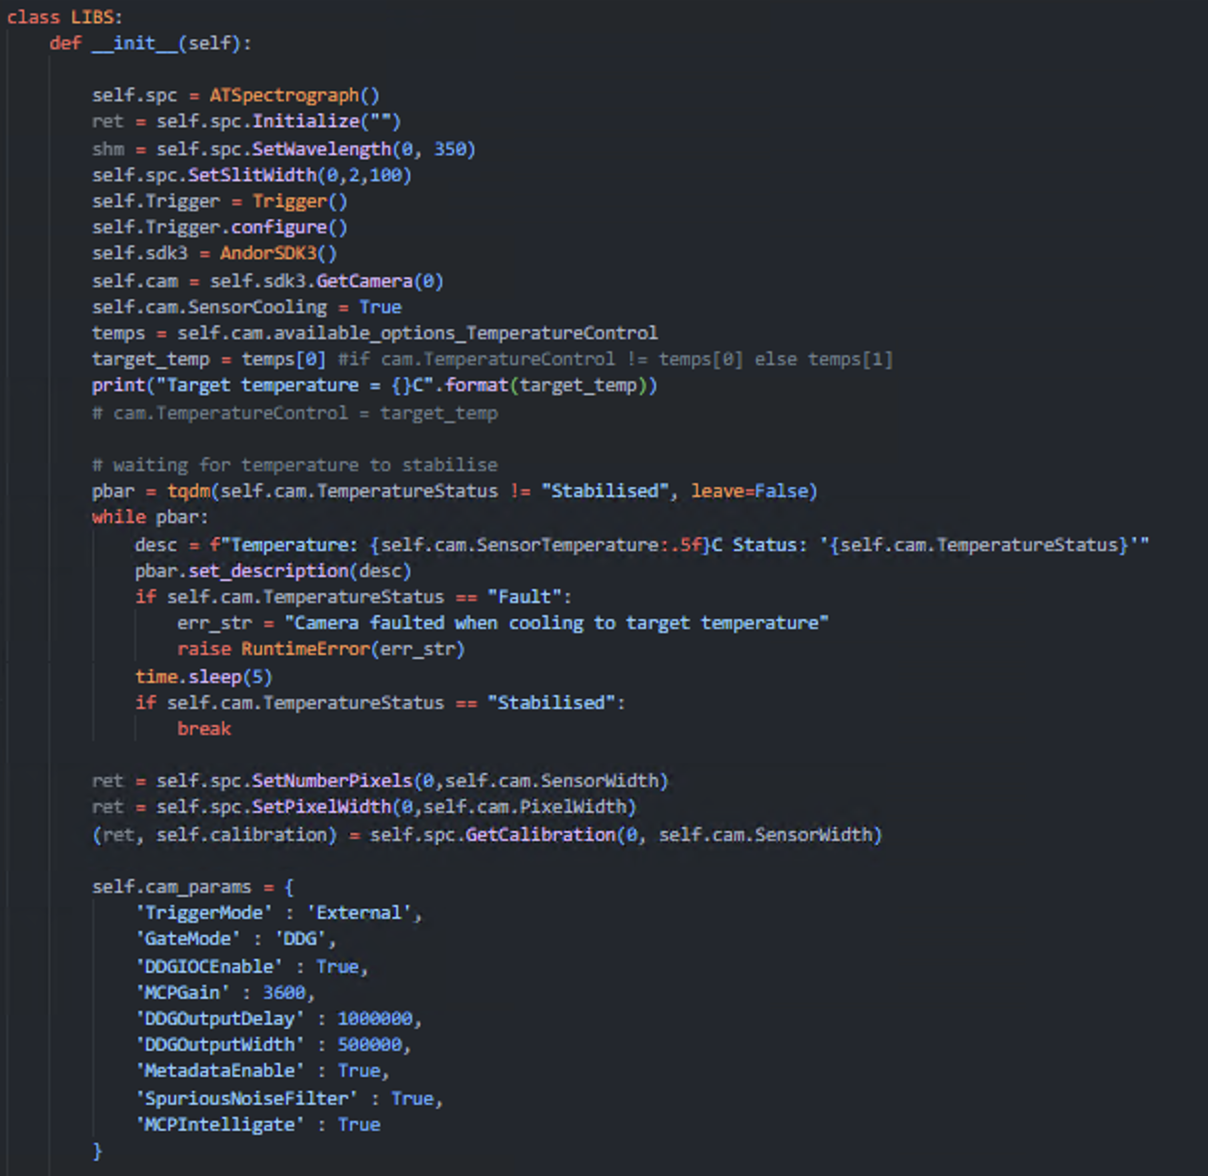 class LIBS:
    def __init__(self):

        self.spc = ATSpectrograph()
        ret = self.spc.Initialize("")
        shm = self.spc.SetWavelength(0, 350)
        self.spc.SetSlitWidth(0,2,100)
        self.Trigger = Trigger()
        self.Trigger.configure()
        self.sdk3 = AndorSDK3()
        self.cam = self.sdk3.GetCamera(0)
        self.cam.SensorCooling = True
        temps = self.cam.available_options_TemperatureControl
        target_temp = temps[0] #if cam.TemperatureControl != temps[0] else temps[1]
        print("Target temperature = {}C".format(target_temp))
        # cam.TemperatureControl = target_temp

        # waiting for temperature to stabilise
        pbar = tqdm(self.cam.TemperatureStatus != "Stabilised", leave=False)
        while pbar:
            desc = f"Temperature: {self.cam.SensorTemperature:.5f}C Status: '{self.cam.TemperatureStatus}'"
            pbar.set_description(desc)
            if self.cam.TemperatureStatus == "Fault":
                err_str = "Camera faulted when cooling to target temperature"
                raise RuntimeError(err_str)
            time.sleep(5)
            if self.cam.TemperatureStatus == "Stabilised":
                break

        ret = self.spc.SetNumberPixels(0,self.cam.SensorWidth)
        ret = self.spc.SetPixelWidth(0,self.cam.PixelWidth)
        (ret, self.calibration) = self.spc.GetCalibration(0, self.cam.SensorWidth)

        self.cam_params = {
            'TriggerMode' : 'External',
            'GateMode' : 'DDG',
            'DDGIOCEnable' : True,
            'MCPGain' : 3600,
            'DDGOutputDelay' : 1000000,
            'DDGOutputWidth' : 500000,
            'MetadataEnable' : True,
            'SpuriousNoiseFilter' : True,
            'MCPIntelligate' : True
        }